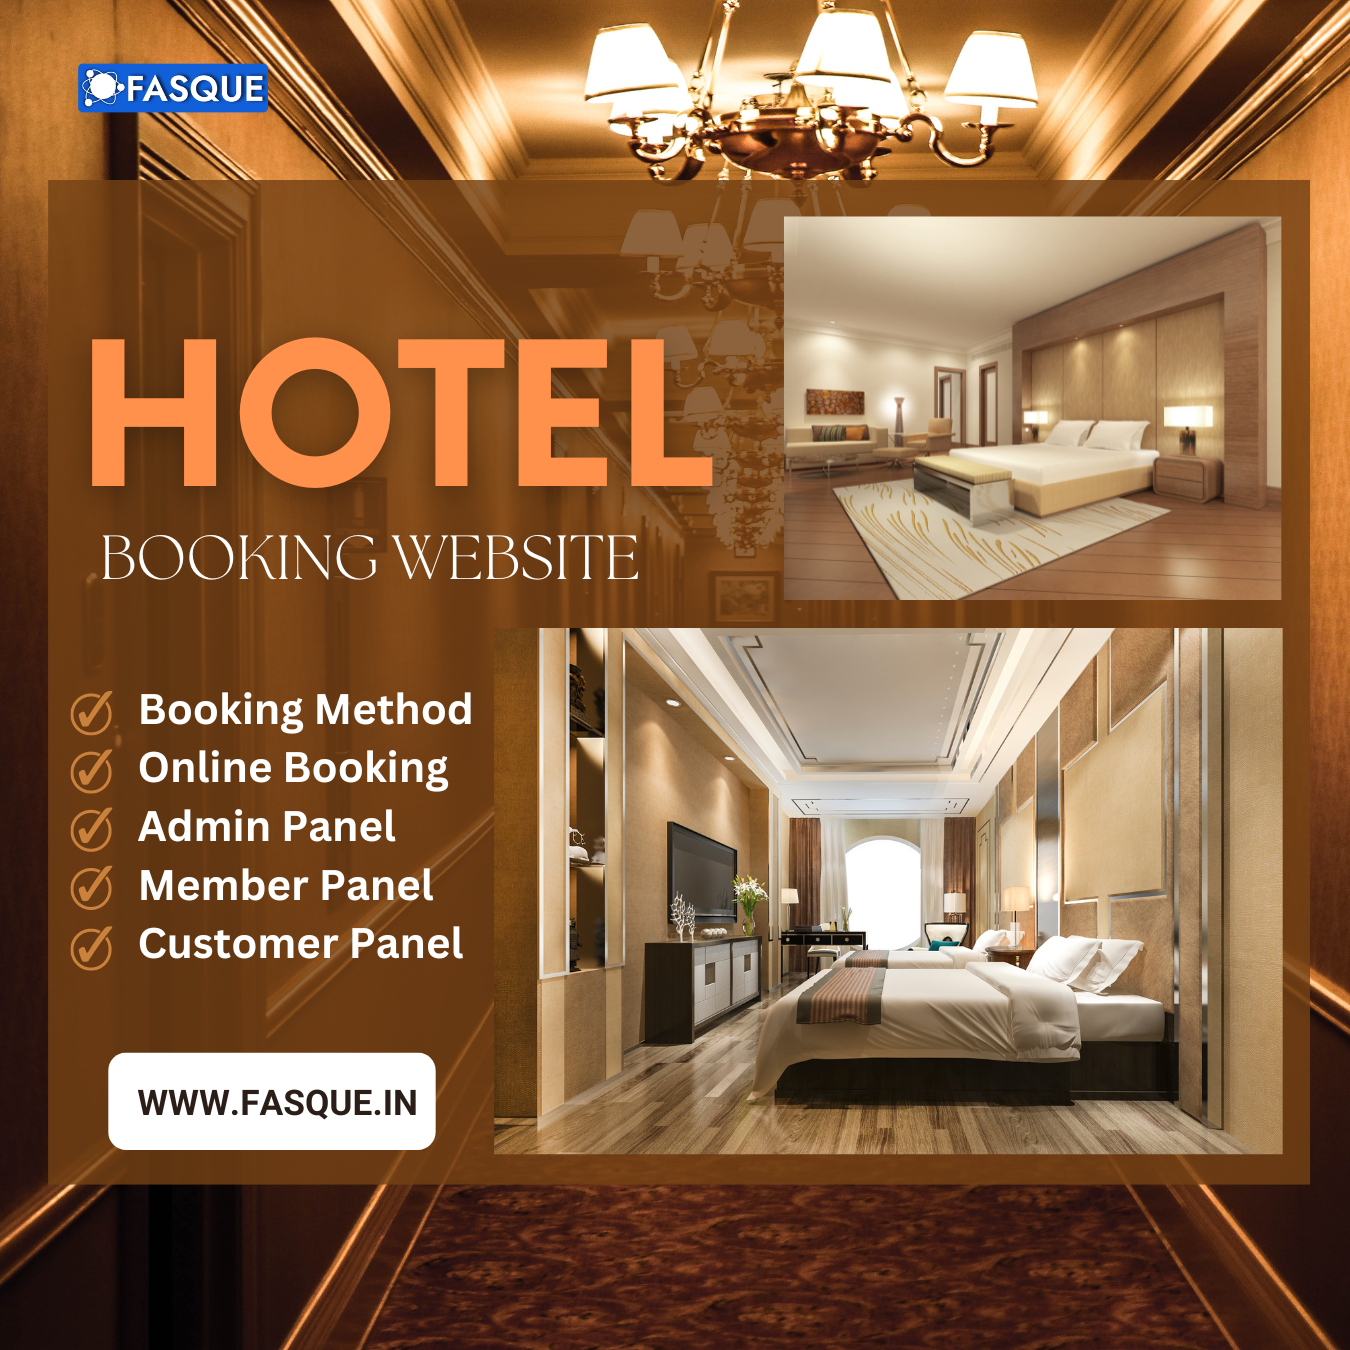 FASQUE
HOTEL
BOOKING WEBSITE
Booking Method
Online Booking
Admin Panel
Member Panel
Customer Panel
WWW.FASQUE.IN